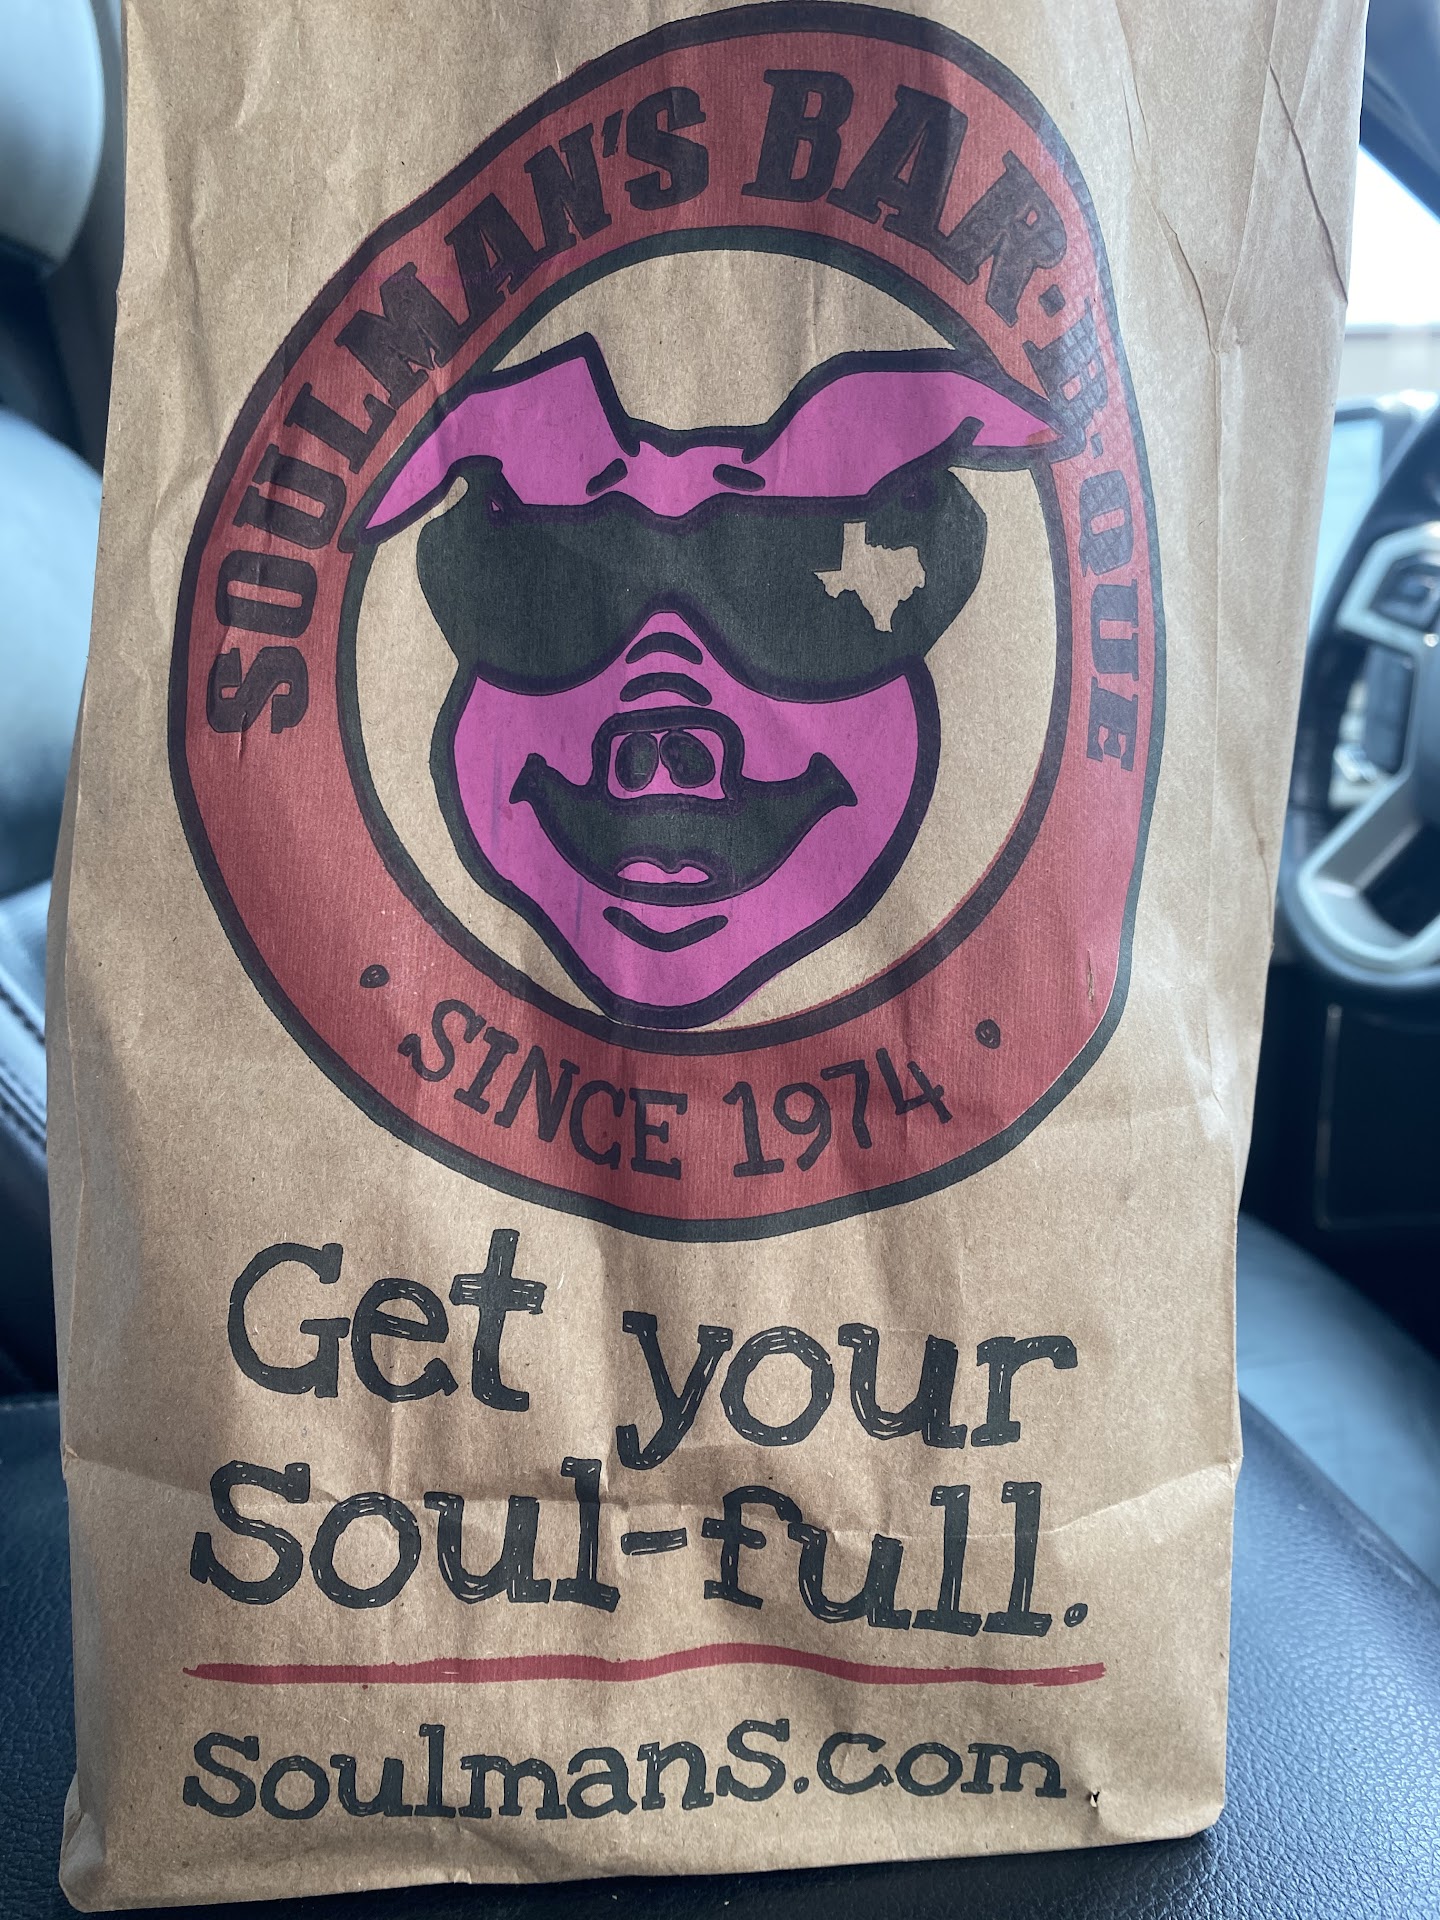 SOULMAN'S BAR·B·QUE
• SINCE 1974 •
Get your
Soul-full.
SoulmanS.com